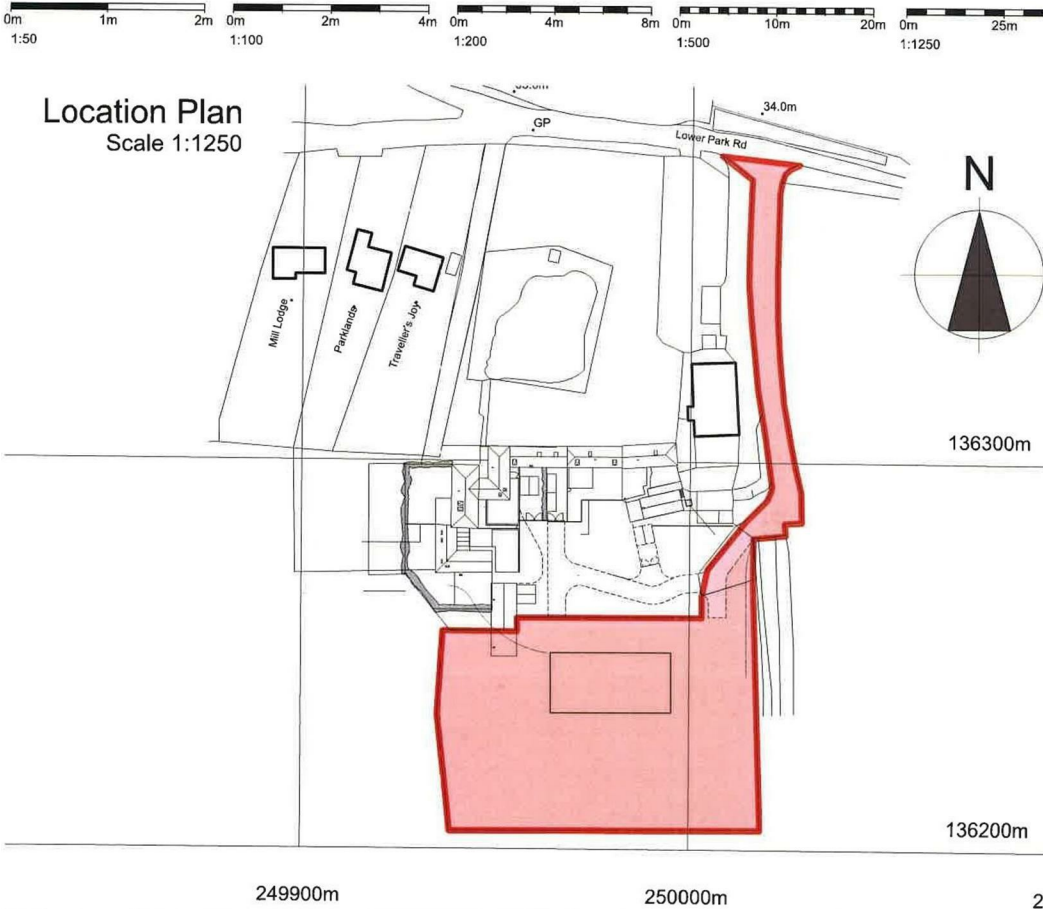 0m 1m 2m
1:50
0m 2m 4m
1:100
0m 4m 8m
1:200
0m 10m 20m
1:500
0m 25m
1:1250
Location Plan
Scale 1:1250
34.0m
GP
Lower Park Rd
N
Mill Lodge
Parklands
Traveller's Joy
136300m
136200m
249900m
250000m
2